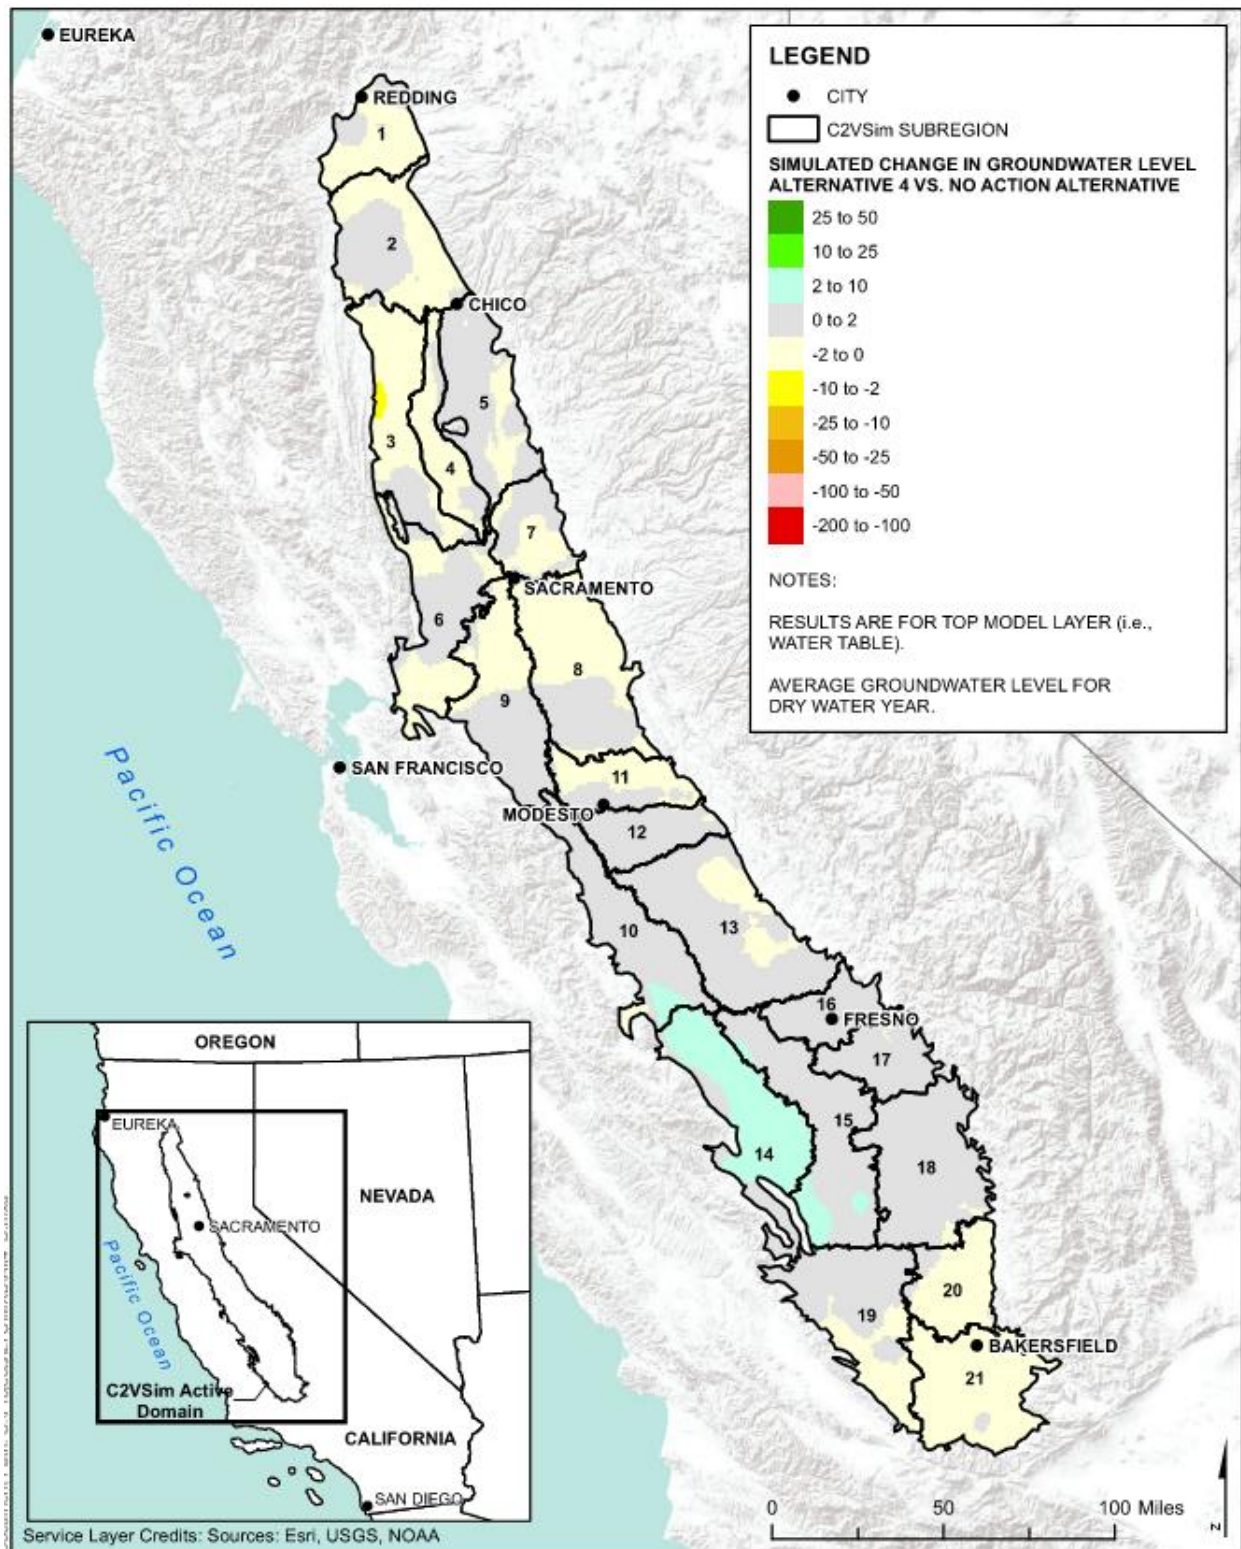 EUREKA
REDDING
1
2
CHICO
5
3
4
7
SACRAMENTO
6
8
9
SAN FRANCISCO
11
MODESTO
12
13
10
16
FRESNO
17
15
14
18
20
19
BAKERSFIELD
21
Pacific Ocean
LEGEND
CITY
C2VSim SUBREGION
SIMULATED CHANGE IN GROUNDWATER LEVEL
ALTERNATIVE 4 VS. NO ACTION ALTERNATIVE
25 to 50
10 to 25
2 to 10
0 to 2
-2 to 0
-10 to -2
-25 to -10
-50 to -25
-100 to -50
-200 to -100
NOTES:
RESULTS ARE FOR TOP MODEL LAYER (i.e.,
WATER TABLE).
AVERAGE GROUNDWATER LEVEL FOR
DRY WATER YEAR.
OREGON
EUREKA
NEVADA
SACRAMENTO
Pacific Ocean
C2VSim Active
Domain
CALIFORNIA
SAN DIEGO
0 50 100 Miles
N
Service Layer Credits: Sources: Esri, USGS, NOAA